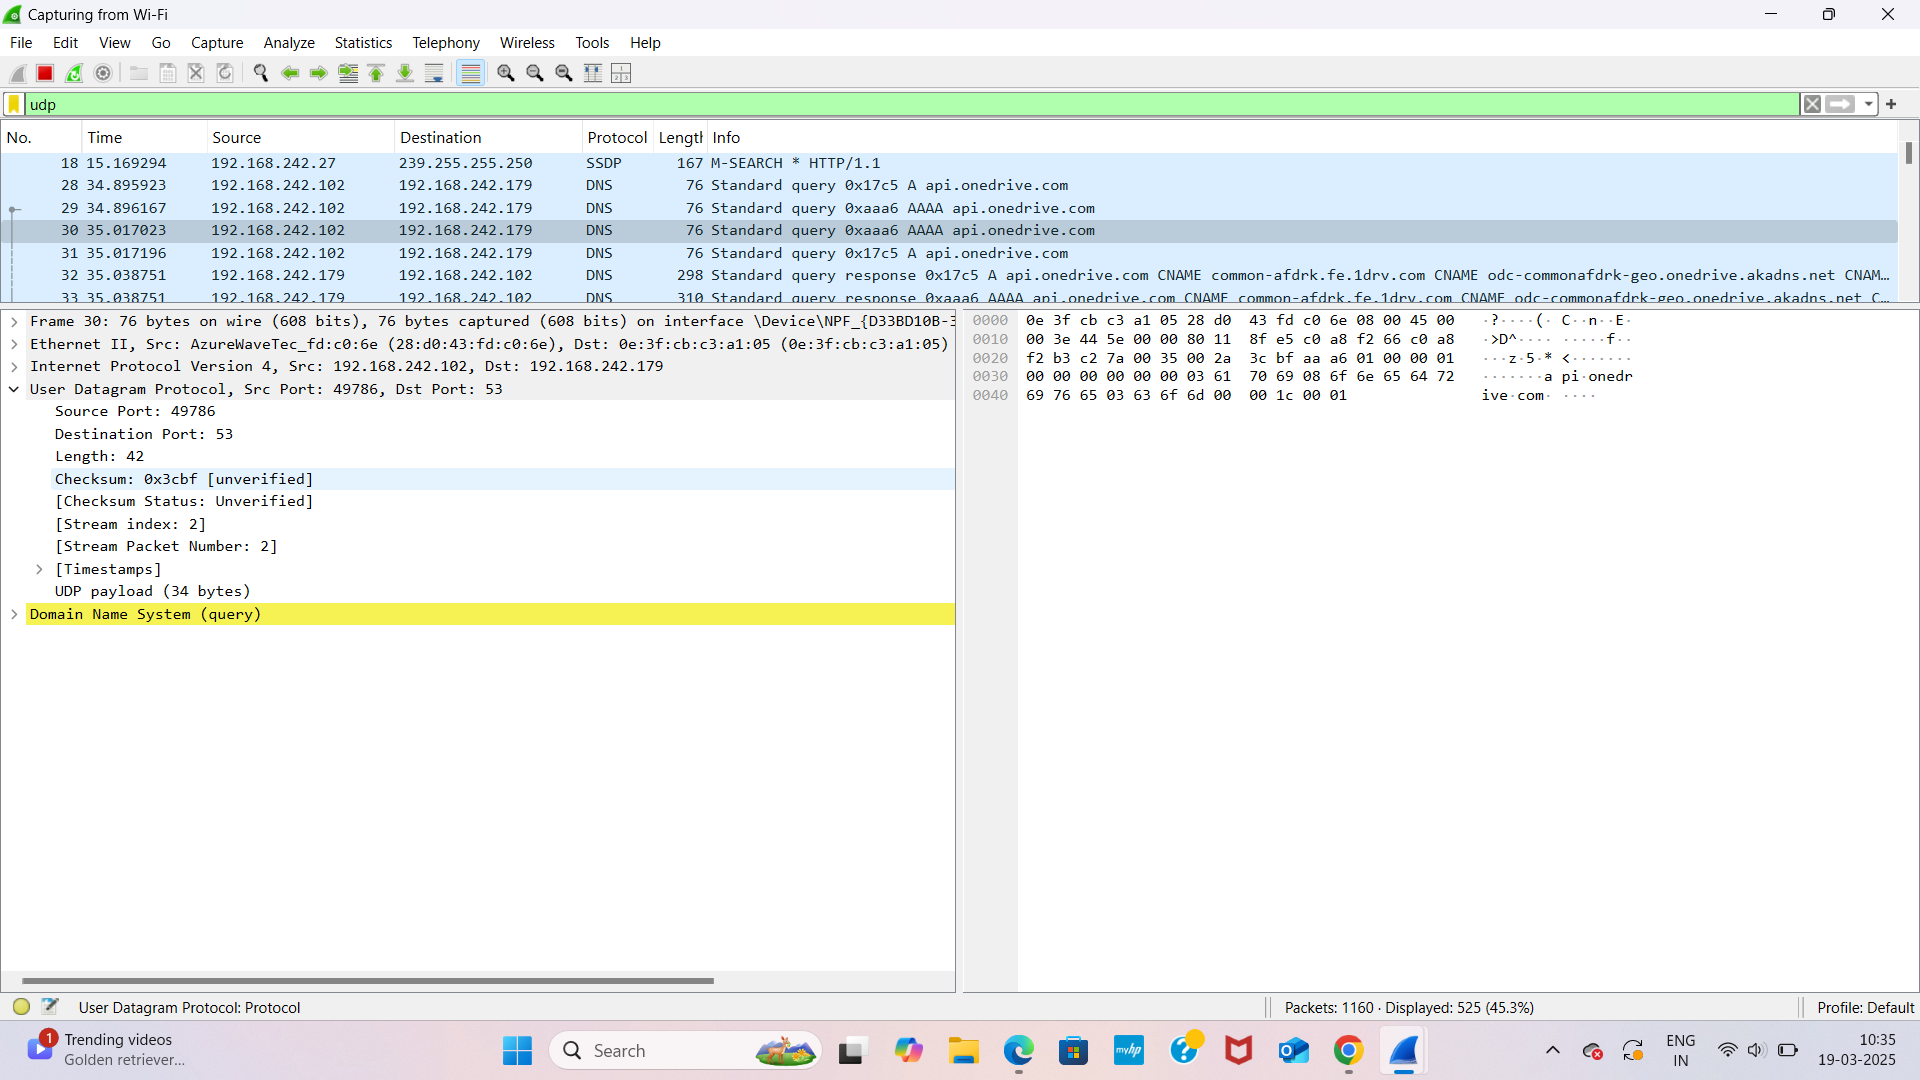 Capturing from Wi-Fi
File Edit View Go Capture Analyze Statistics Telephony Wireless Tools Help
udp
No. Time Source Destination Protocol Length Info
18 15.169294 192.168.242.27 239.255.255.250 SSDP 167 M-SEARCH * HTTP/1.1
28 34.895923 192.168.242.102 192.168.242.179 DNS 76 Standard query 0x17c5 A api.onedrive.com
29 34.896167 192.168.242.102 192.168.242.179 DNS 76 Standard query 0xaaa6 AAAA api.onedrive.com
30 35.017023 192.168.242.102 192.168.242.179 DNS 76 Standard query 0xaaa6 AAAA api.onedrive.com
31 35.017196 192.168.242.102 192.168.242.179 DNS 76 Standard query 0x17c5 A api.onedrive.com
32 35.038751 192.168.242.179 192.168.242.102 DNS 298 Standard query response 0x17c5 A api.onedrive.com CNAME common-afdrk.fe.1drv.com CNAME odc-commonafdrk-geo.onedrive.akadns.net CNAM…
33 35.038751 192.168.242.179 192.168.242.102 DNS 310 Standard query response 0xaaa6 AAAA api.onedrive.com CNAME common-afdrk.fe.1drv.com CNAME odc-commonafdrk-geo.onedrive.akadns.net C…
Frame 30: 76 bytes on wire (608 bits), 76 bytes captured (608 bits) on interface \Device\NPF_{D33BD10B-3
Ethernet II, Src: AzureWaveTec_fd:c0:6e (28:d0:43:fd:c0:6e), Dst: 0e:3f:cb:c3:a1:05 (0e:3f:cb:c3:a1:05)
Internet Protocol Version 4, Src: 192.168.242.102, Dst: 192.168.242.179
User Datagram Protocol, Src Port: 49786, Dst Port: 53
Source Port: 49786
Destination Port: 53
Length: 42
Checksum: 0x3cbf [unverified]
[Checksum Status: Unverified]
[Stream index: 2]
[Stream Packet Number: 2]
[Timestamps]
UDP payload (34 bytes)
Domain Name System (query)
0000 0e 3f cb c3 a1 05 28 d0 43 fd c0 6e 08 00 45 00 ·?····(· C··n··E·
0010 00 3e 44 5e 00 00 80 11 8f e5 c0 a8 f2 66 c0 a8 ·>D^···· ·····f··
0020 f2 b3 c2 7a 00 35 00 2a 3c bf aa a6 01 00 00 01 ···z·5·* <·······
0030 00 00 00 00 00 00 03 61 70 69 08 6f 6e 65 64 72 ·······a pi·onedr
0040 69 76 65 03 63 6f 6d 00 00 1c 00 01 ive·com· ····
User Datagram Protocol: Protocol
Packets: 1160 · Displayed: 525 (45.3%)
Profile: Default
1
Trending videos
Golden retriever...
Search
myhp
ENG
IN
10:35
19-03-2025